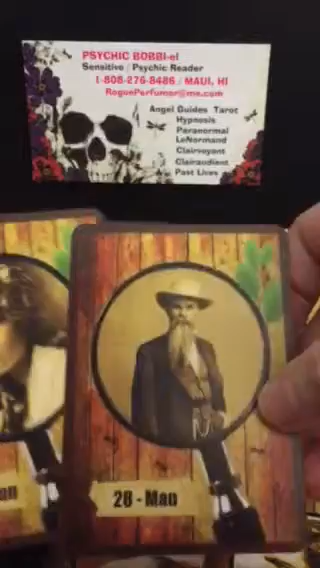 PSYCHIC BOBBI-el
Sensitive / Psychic Reader
1-808-276-8486 / MAUI, HI
RoguePerfumer@me.com
Angel Guides Tarot
Hypnosis
Paranormal
LeNormand
Clairvoyant
Clairaudient
Past Lives
28 - Man